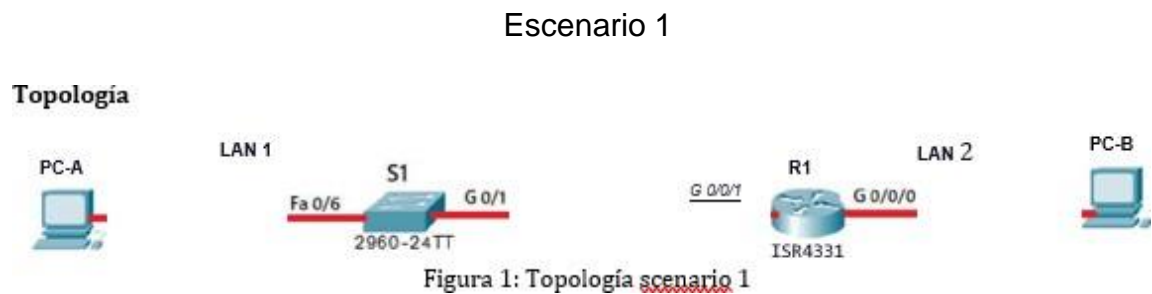 Escenario 1
Topología
PC-A
LAN 1
Fa 0/6
S1
G 0/1
2960-24TT
G 0/0/1
R1
G 0/0/0
ISR4331
LAN 2
PC-B
Figura 1: Topología scenario 1